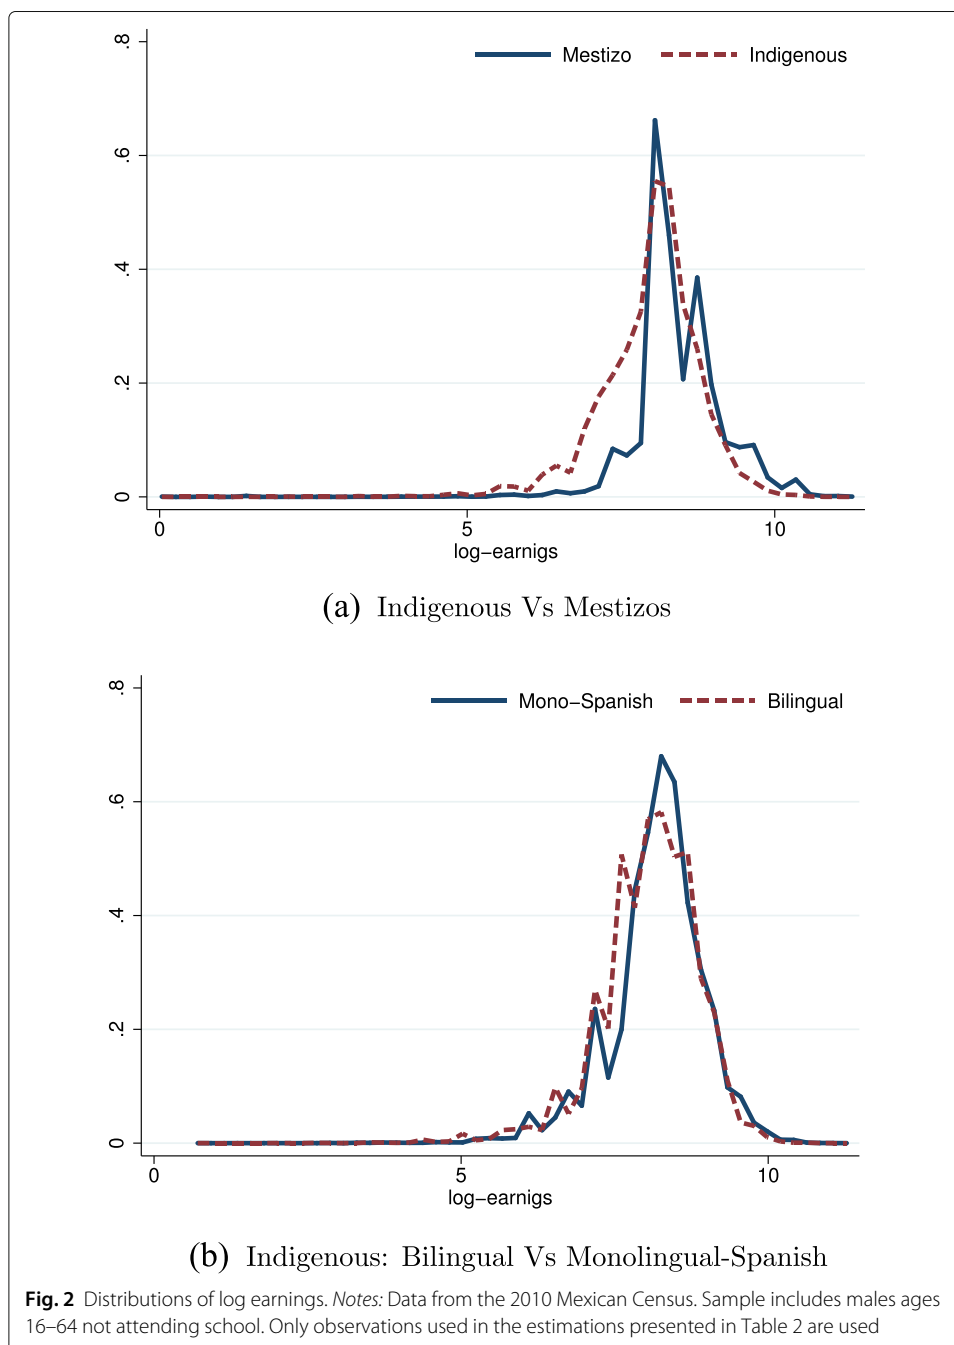 .8
Mestizo Indigenous
.6
.4
.2
0
0 5 10
log−earnigs
(a) Indigenous Vs Mestizos
.8
Mono−Spanish Bilingual
.6
.4
.2
0
0 5 10
log−earnigs
(b) Indigenous: Bilingual Vs Monolingual-Spanish
Fig. 2 Distributions of log earnings. Notes: Data from the 2010 Mexican Census. Sample includes males ages
16–64 not attending school. Only observations used in the estimations presented in Table 2 are used